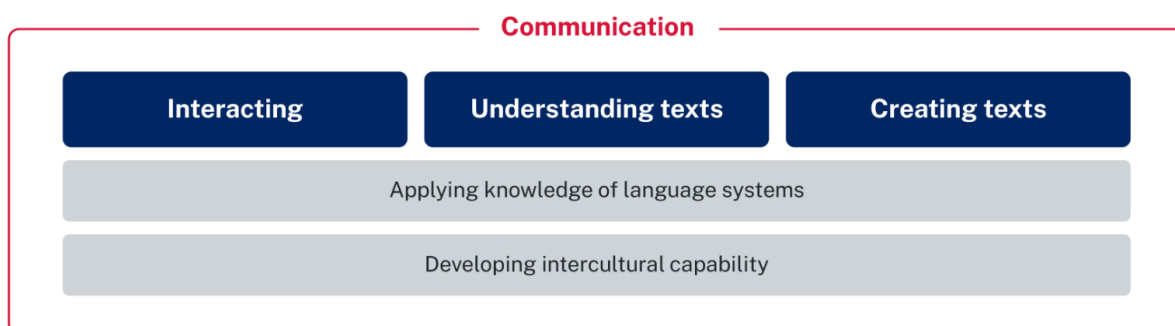 Communication
Interacting
Understanding texts
Creating texts
Applying knowledge of language systems
Developing intercultural capability